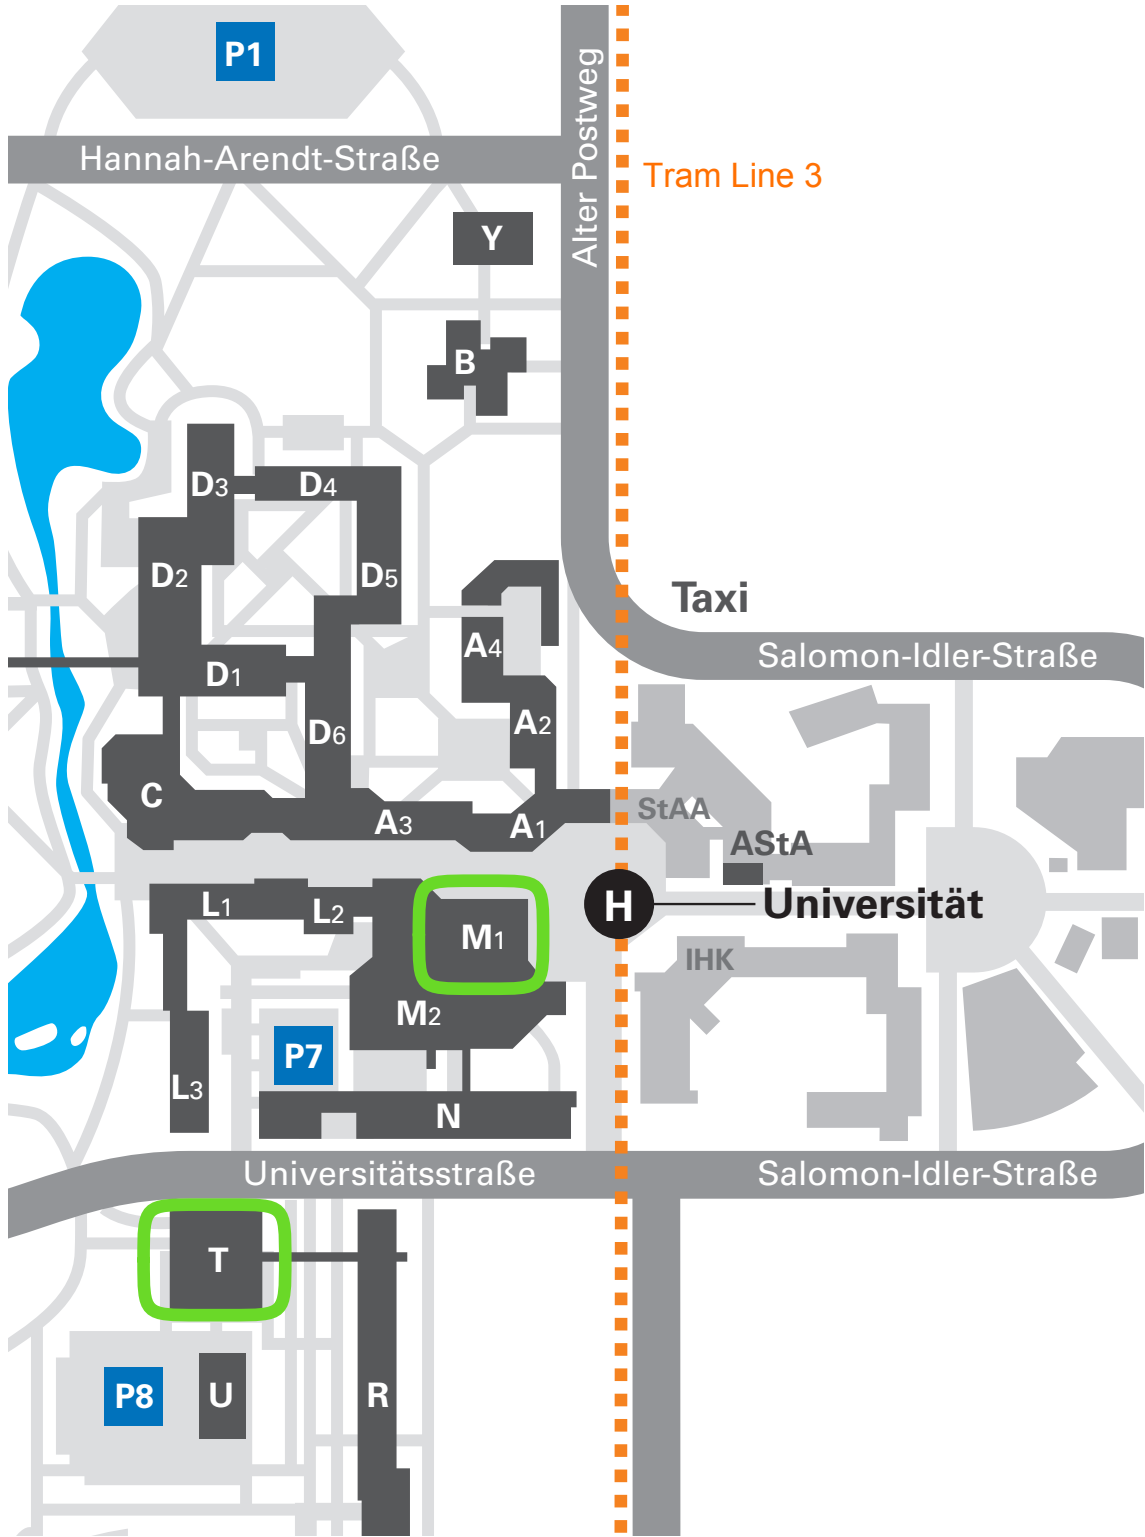 P1
Hannah-Arendt-Straße
Alter Postweg
Tram Line 3
Y
B
D3
D4
D2
D5
Taxi
A4
Salomon-Idler-Straße
D1
A2
D6
C
StAA
A3
A1
AStA
L1
L2
H
Universität
M1
IHK
M2
P7
L3
N
Universitätsstraße
Salomon-Idler-Straße
T
P8
U
R